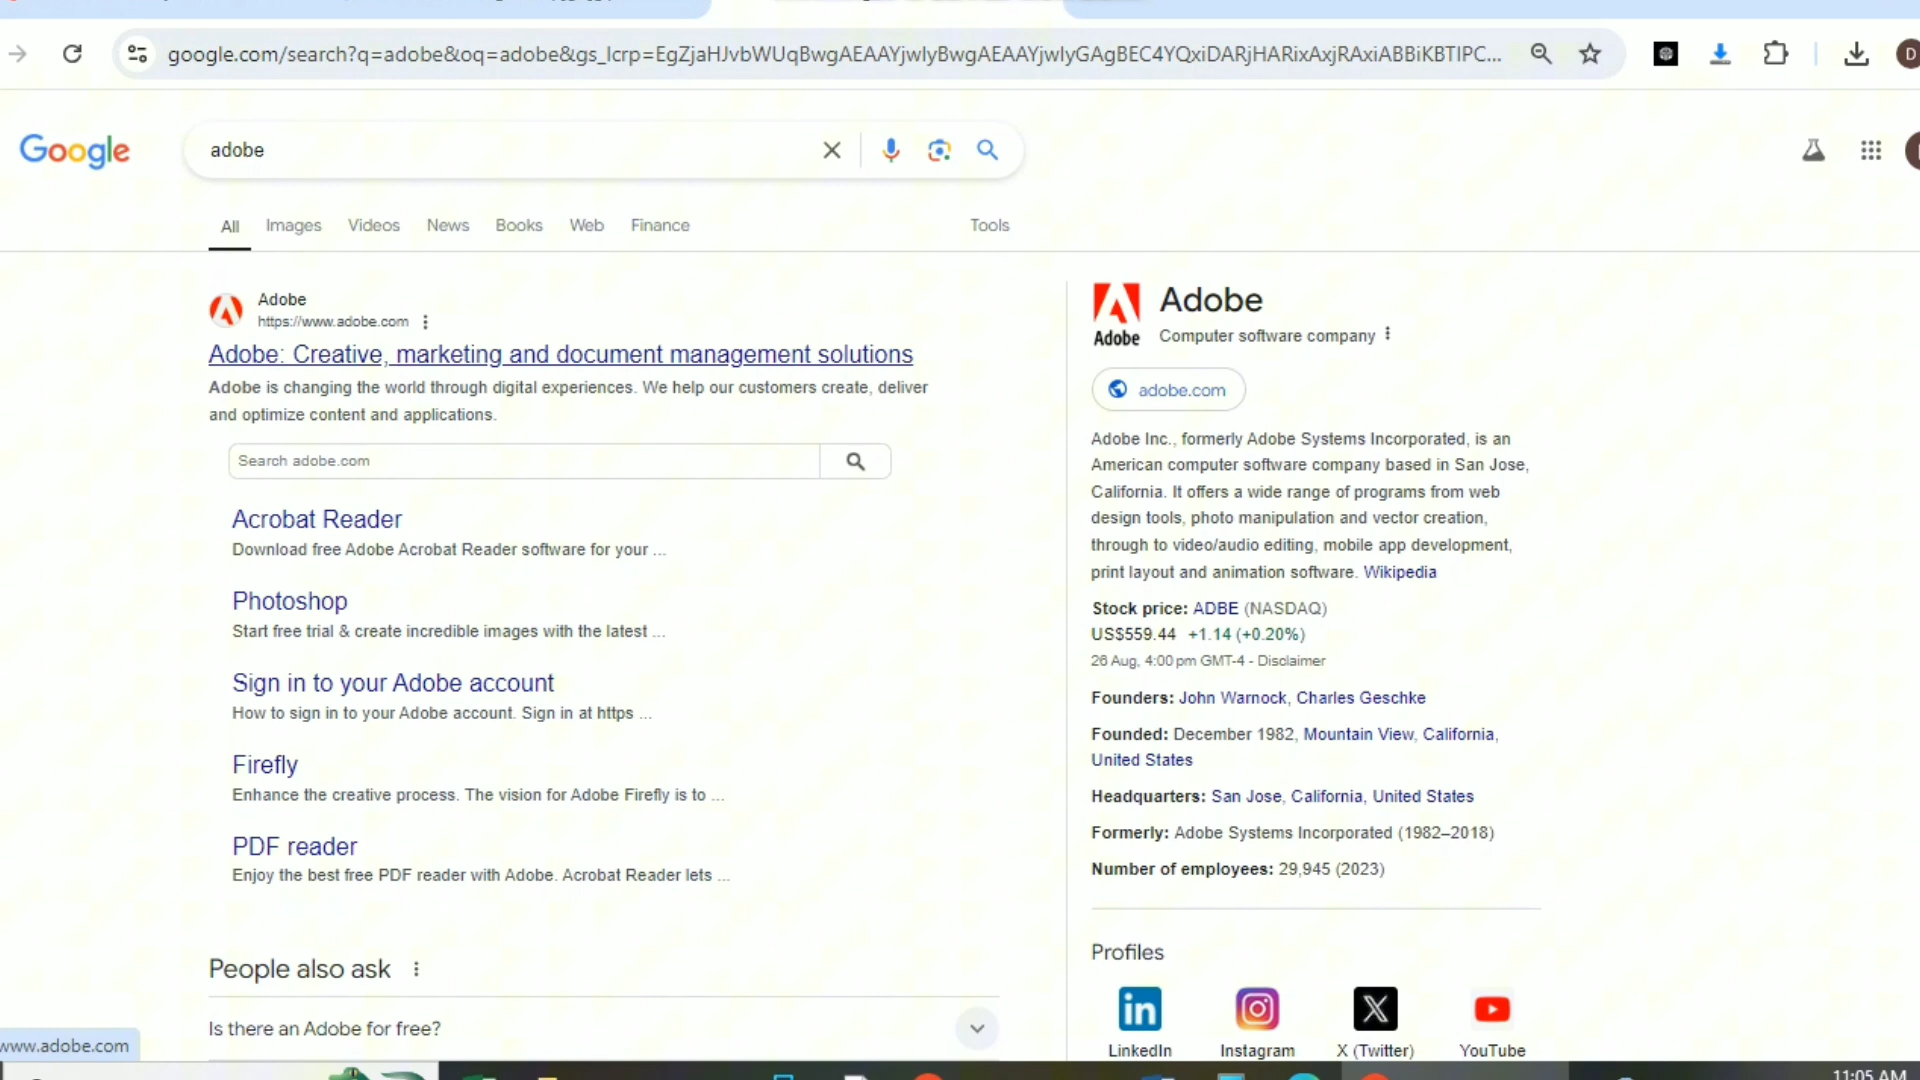 google.com/search?q=adobe&oq=adobe&gs_lcrp=EgZjaHJvbWUqBwgAEAAYjwIyBwgAEAAYjwIyGAgBEC4YQxiDARjHARixAxjRAxiABBiKBTIPC...
D
Google
adobe
All Images Videos News Books Web Finance Tools
Adobe
https://www.adobe.com
Adobe: Creative, marketing and document management solutions
Adobe is changing the world through digital experiences. We help our customers create, deliver
and optimize content and applications.
Search adobe.com
Acrobat Reader
Download free Adobe Acrobat Reader software for your ...
Photoshop
Start free trial & create incredible images with the latest ...
Sign in to your Adobe account
How to sign in to your Adobe account. Sign in at https ...
Firefly
Enhance the creative process. The vision for Adobe Firefly is to ...
PDF reader
Enjoy the best free PDF reader with Adobe. Acrobat Reader lets ...
People also ask
Is there an Adobe for free?
www.adobe.com
Adobe
Adobe
Computer software company
adobe.com
Adobe Inc., formerly Adobe Systems Incorporated, is an
American computer software company based in San Jose,
California. It offers a wide range of programs from web
design tools, photo manipulation and vector creation,
through to video/audio editing, mobile app development,
print layout and animation software. Wikipedia
Stock price: ADBE (NASDAQ)
US$559.44 +1.14 (+0.20%)
26 Aug, 4:00 pm GMT-4 - Disclaimer
Founders: John Warnock, Charles Geschke
Founded: December 1982, Mountain View, California,
United States
Headquarters: San Jose, California, United States
Formerly: Adobe Systems Incorporated (1982–2018)
Number of employees: 29,945 (2023)
Profiles
LinkedIn Instagram X (Twitter) YouTube
11:05 AM